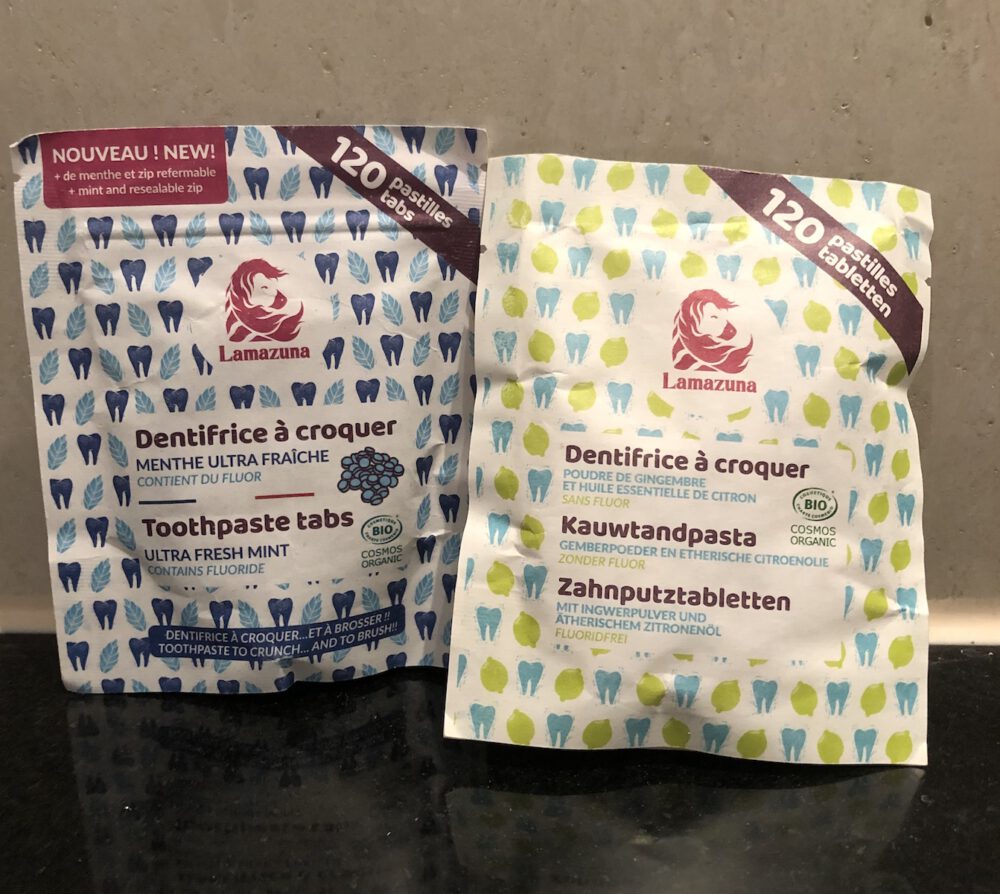 NOUVEAU ! NEW!
+ de menthe et zip refermable
+ mint and resealable zip
120 pastilles
tabs
Lamazuna
Dentifrice à croquer
MENTHE ULTRA FRAÎCHE
CONTIENT DU FLUOR
Toothpaste tabs
ULTRA FRESH MINT
CONTAINS FLUORIDE
BIO
COSMOS
ORGANIC
DENTIFRICE À CROQUER...ET À BROSSER !!
TOOTHPASTE TO CRUNCH... AND TO BRUSH!!
120 pastilles
tabletten
Lamazuna
Dentifrice à croquer
POUDRE DE GINGEMBRE
ET HUILE ESSENTIELLE DE CITRON
SANS FLUOR
Kauwtandpasta
GEMBERPOEDER EN ETHERISCHE CITROENOLIE
ZONDER FLUOR
Zahnputztabletten
MIT INGWERPULVER UND
ÄTHERISCHEM ZITRONENÖL
FLUORIDFREI
BIO
COSMOS
ORGANIC